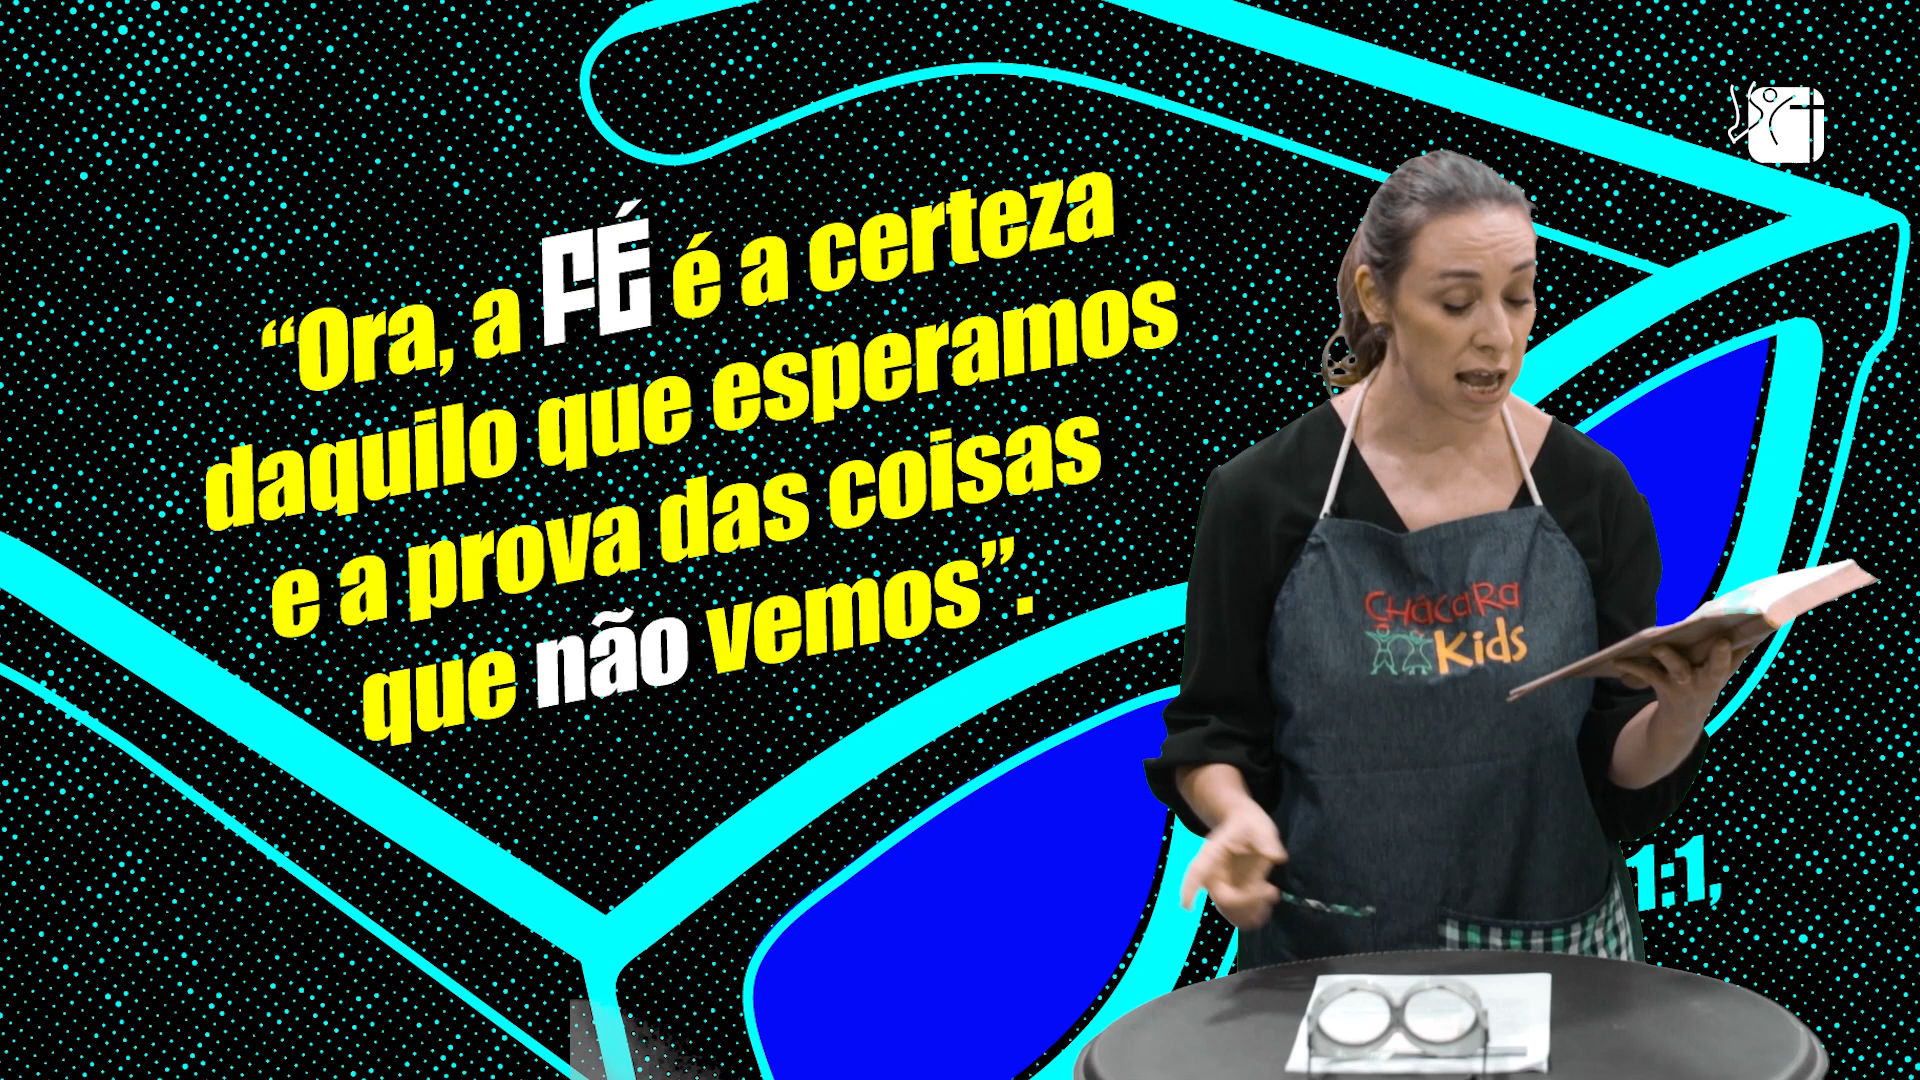 “Ora, a FÉ é a certeza
daquilo que esperamos
e a prova das coisas
que não vemos”.
CHÁCARA
Kids
1:1,